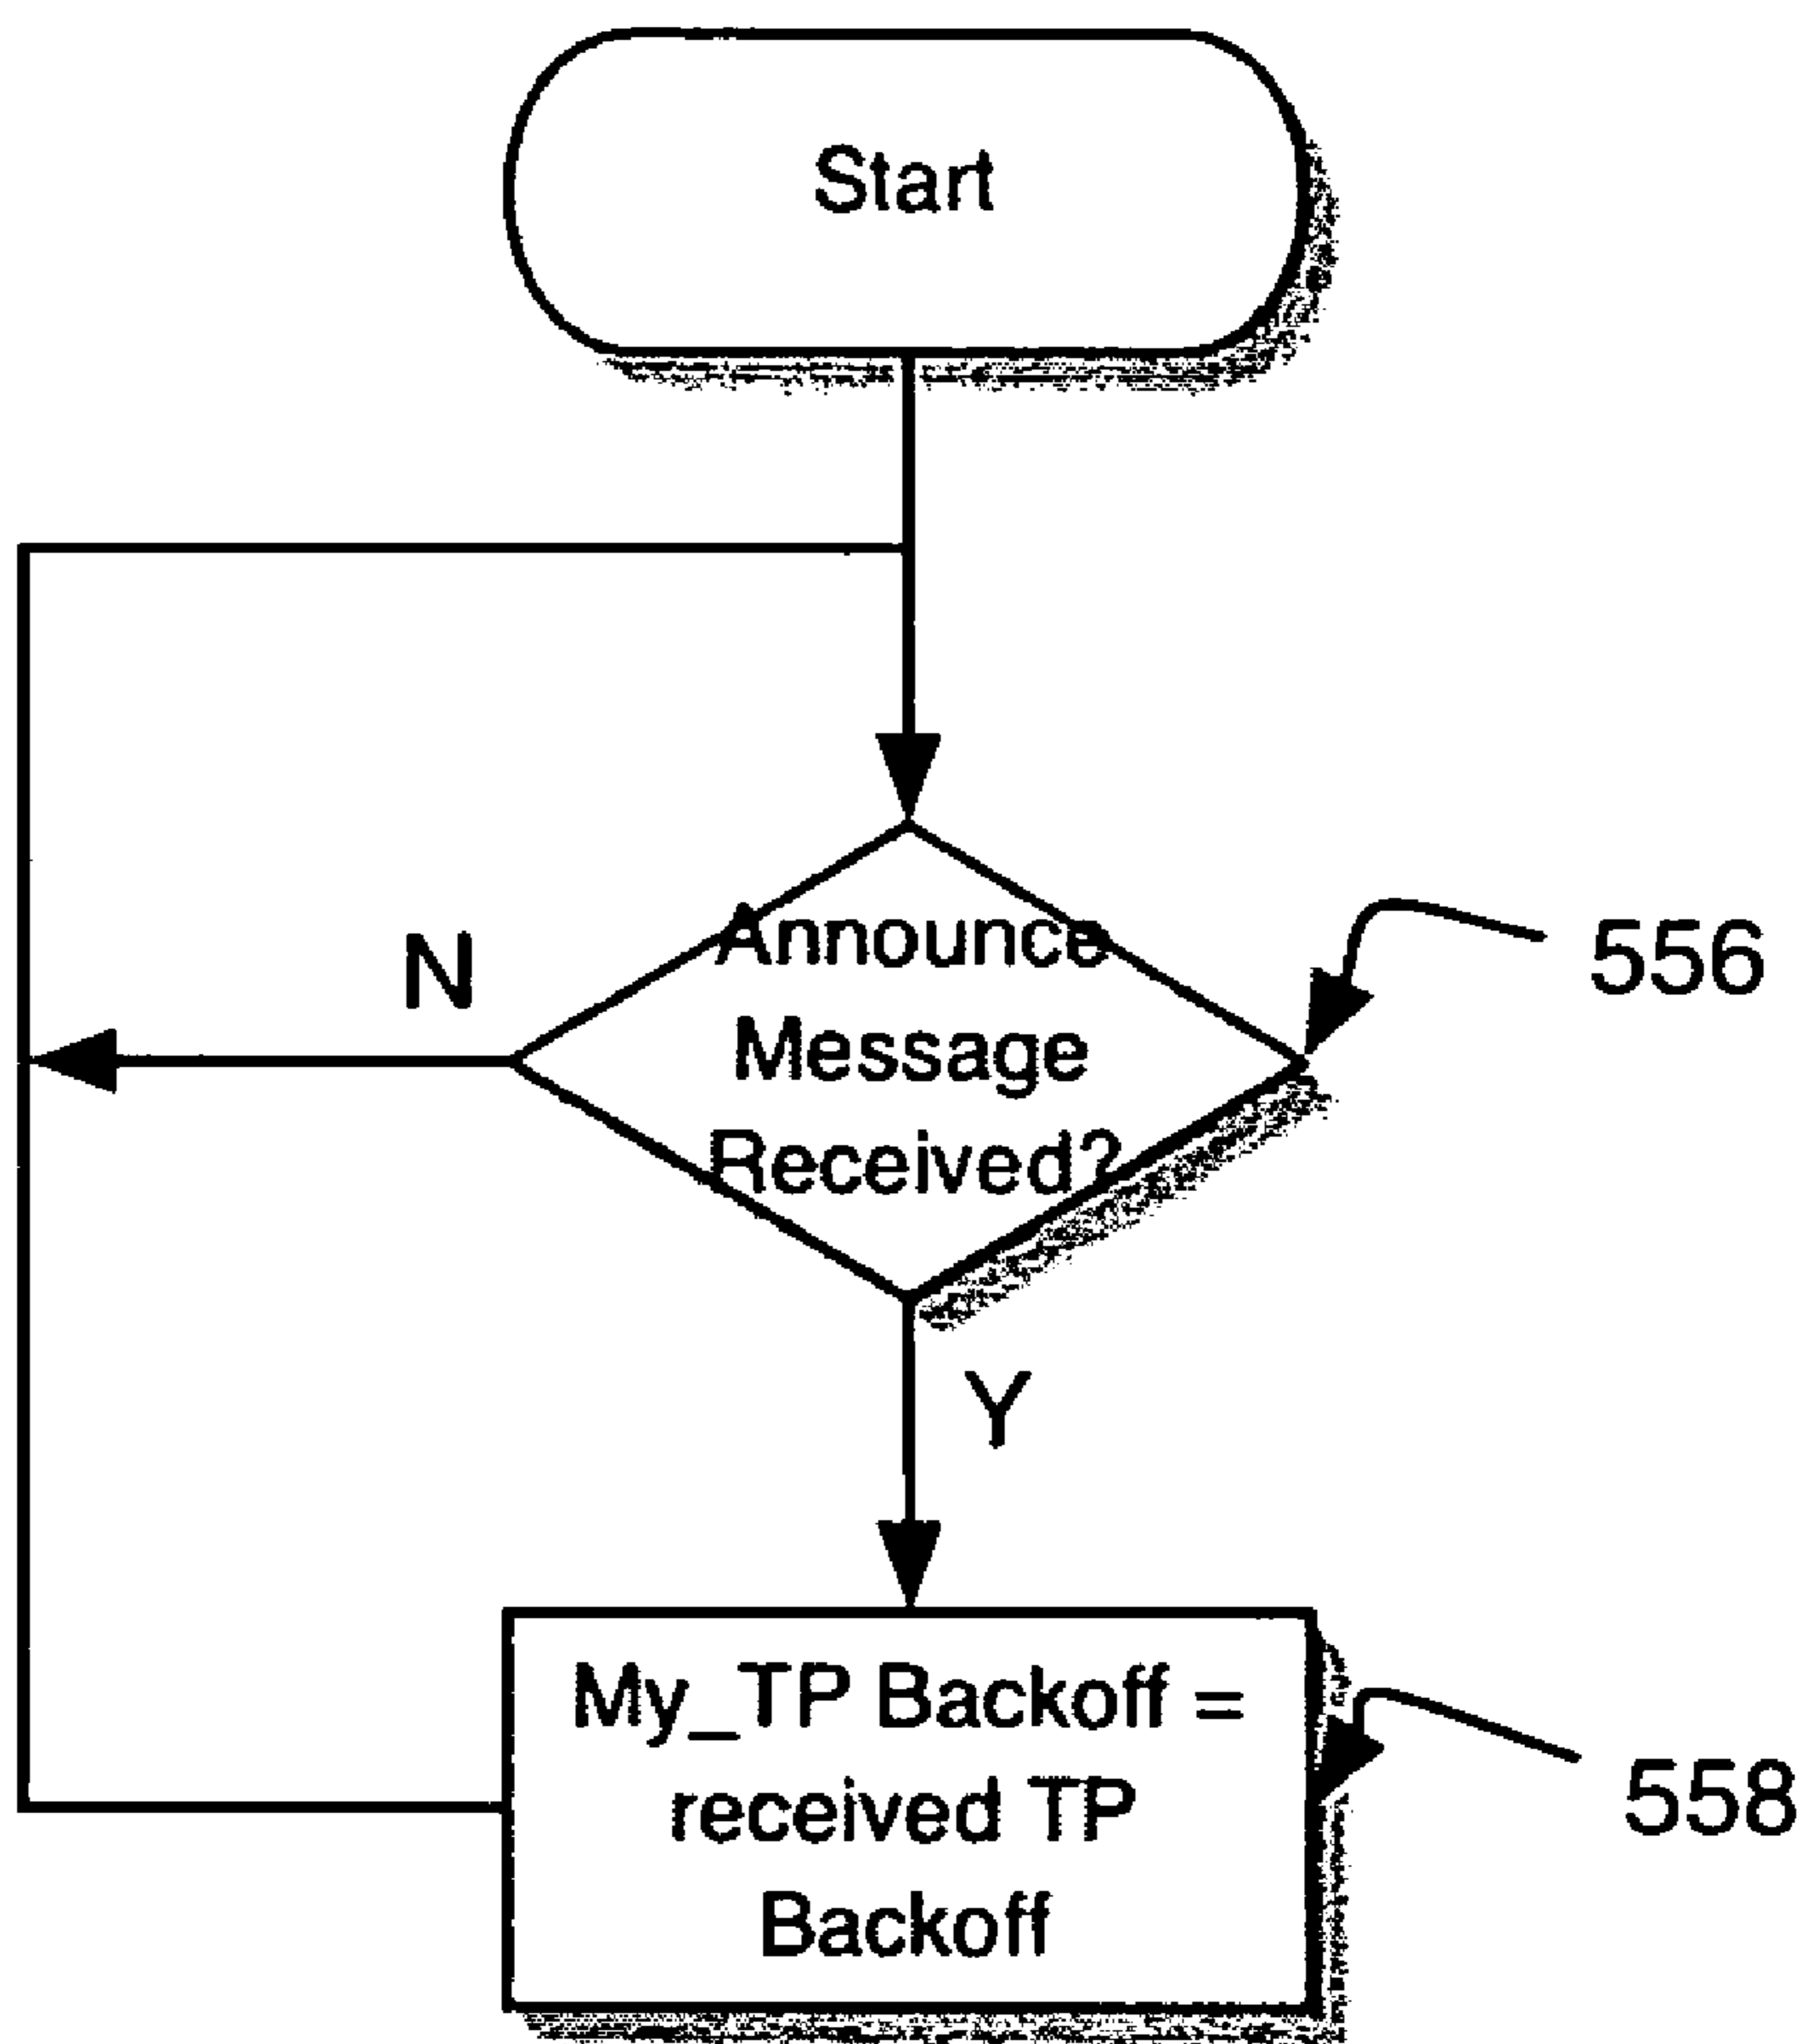 Start
N
Announce
Message
Received?
556
Y
My_TP Backoff =
received TP
Backoff
558